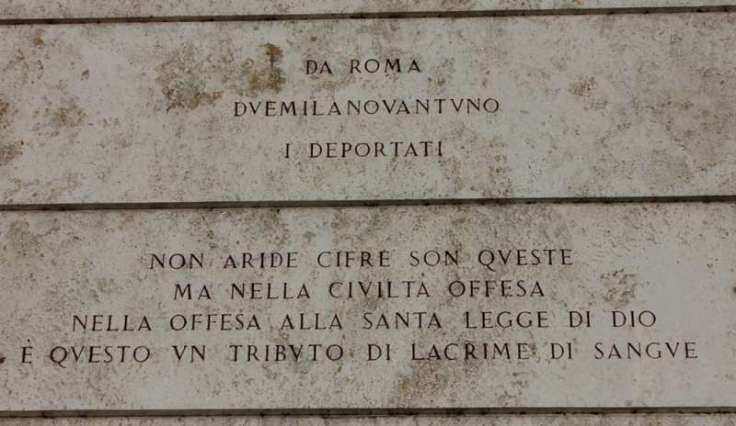 DA ROMA
DVEMILANOVANTVNO
I DEPORTATI
NON ARIDE CIFRE SON QVESTE
MA NELLA CIVILTÀ OFFESA
NELLA OFFESA ALLA SANTA LEGGE DI DIO
È QVESTO VN TRIBVTO DI LACRIME DI SANGVE